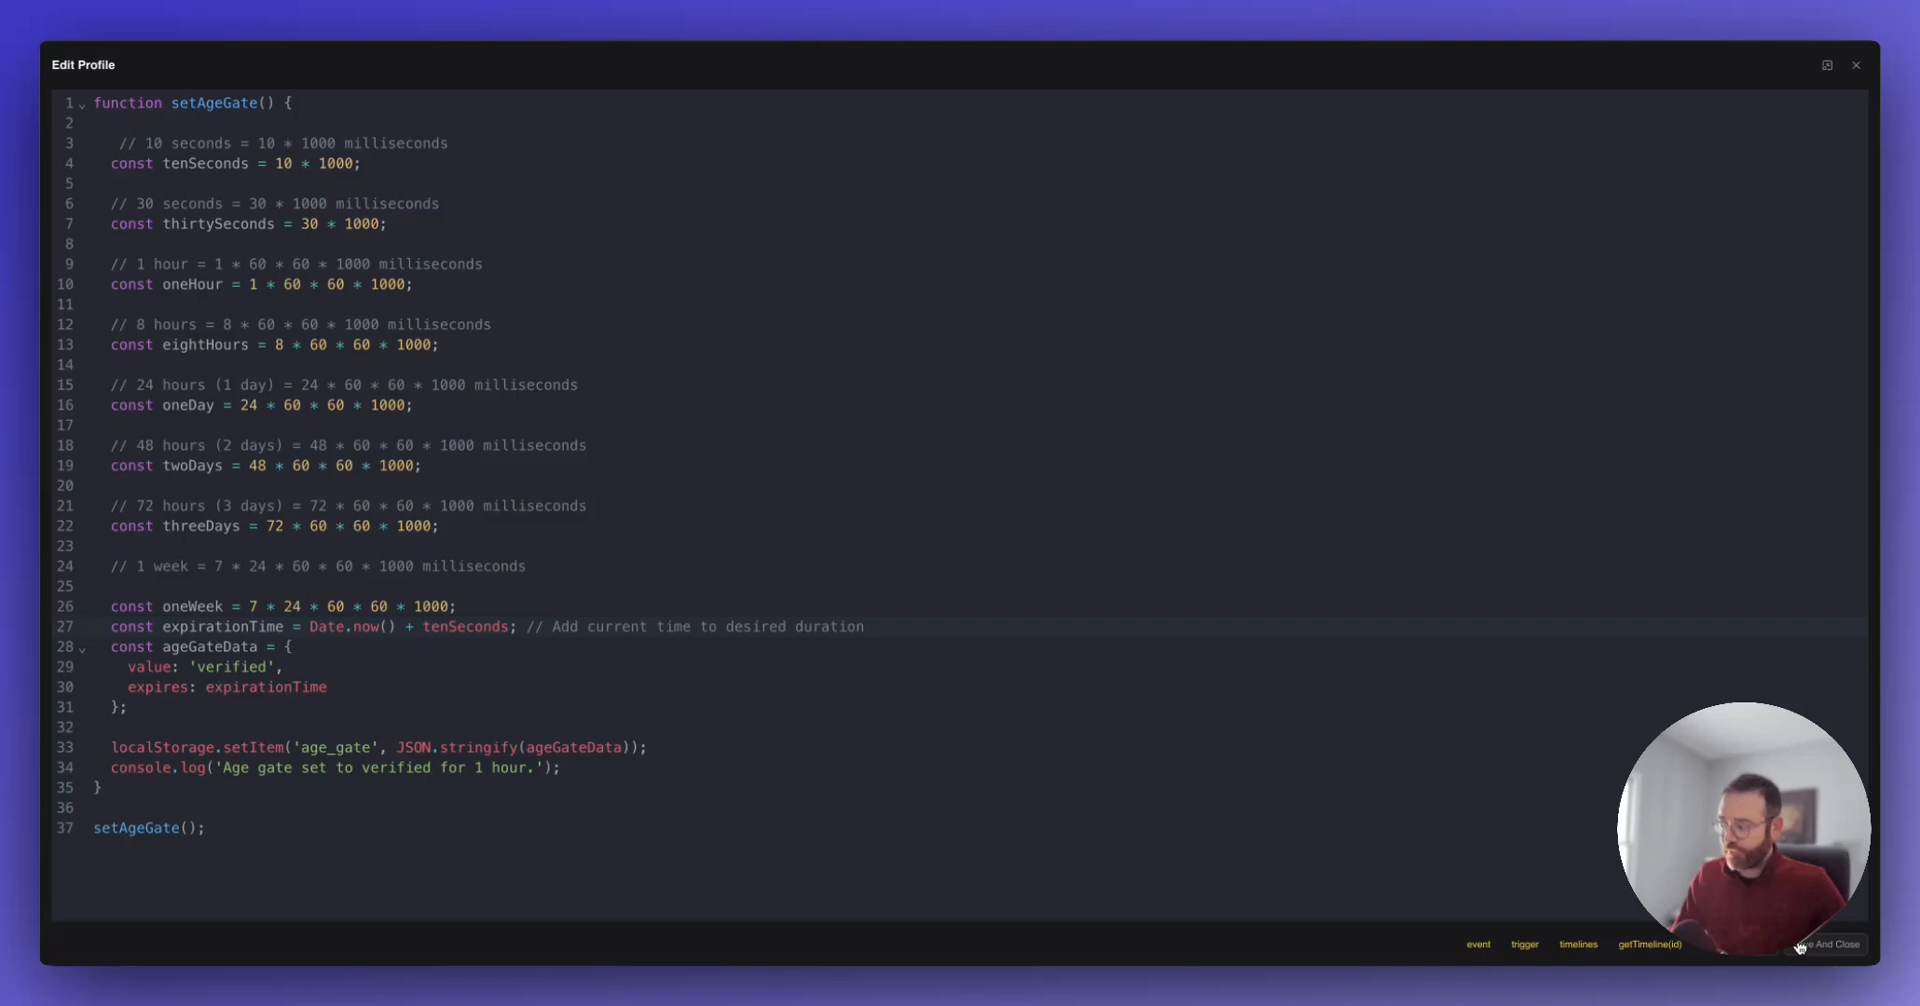 Edit Profile
1 function setAgeGate() {
2
3 // 10 seconds = 10 * 1000 milliseconds
4 const tenSeconds = 10 * 1000;
5
6 // 30 seconds = 30 * 1000 milliseconds
7 const thirtySeconds = 30 * 1000;
8
9 // 1 hour = 1 * 60 * 60 * 1000 milliseconds
10 const oneHour = 1 * 60 * 60 * 1000;
11
12 // 8 hours = 8 * 60 * 60 * 1000 milliseconds
13 const eightHours = 8 * 60 * 60 * 1000;
14
15 // 24 hours (1 day) = 24 * 60 * 60 * 1000 milliseconds
16 const oneDay = 24 * 60 * 60 * 1000;
17
18 // 48 hours (2 days) = 48 * 60 * 60 * 1000 milliseconds
19 const twoDays = 48 * 60 * 60 * 1000;
20
21 // 72 hours (3 days) = 72 * 60 * 60 * 1000 milliseconds
22 const threeDays = 72 * 60 * 60 * 1000;
23
24 // 1 week = 7 * 24 * 60 * 60 * 1000 milliseconds
25
26 const oneWeek = 7 * 24 * 60 * 60 * 1000;
27 const expirationTime = Date.now() + tenSeconds; // Add current time to desired duration
28 const ageGateData = {
29 value: 'verified',
30 expires: expirationTime
31 };
32
33 localStorage.setItem('age_gate', JSON.stringify(ageGateData));
34 console.log('Age gate set to verified for 1 hour.');
35 }
36
37 setAgeGate();
event trigger timelines getTimeline(id) And Close